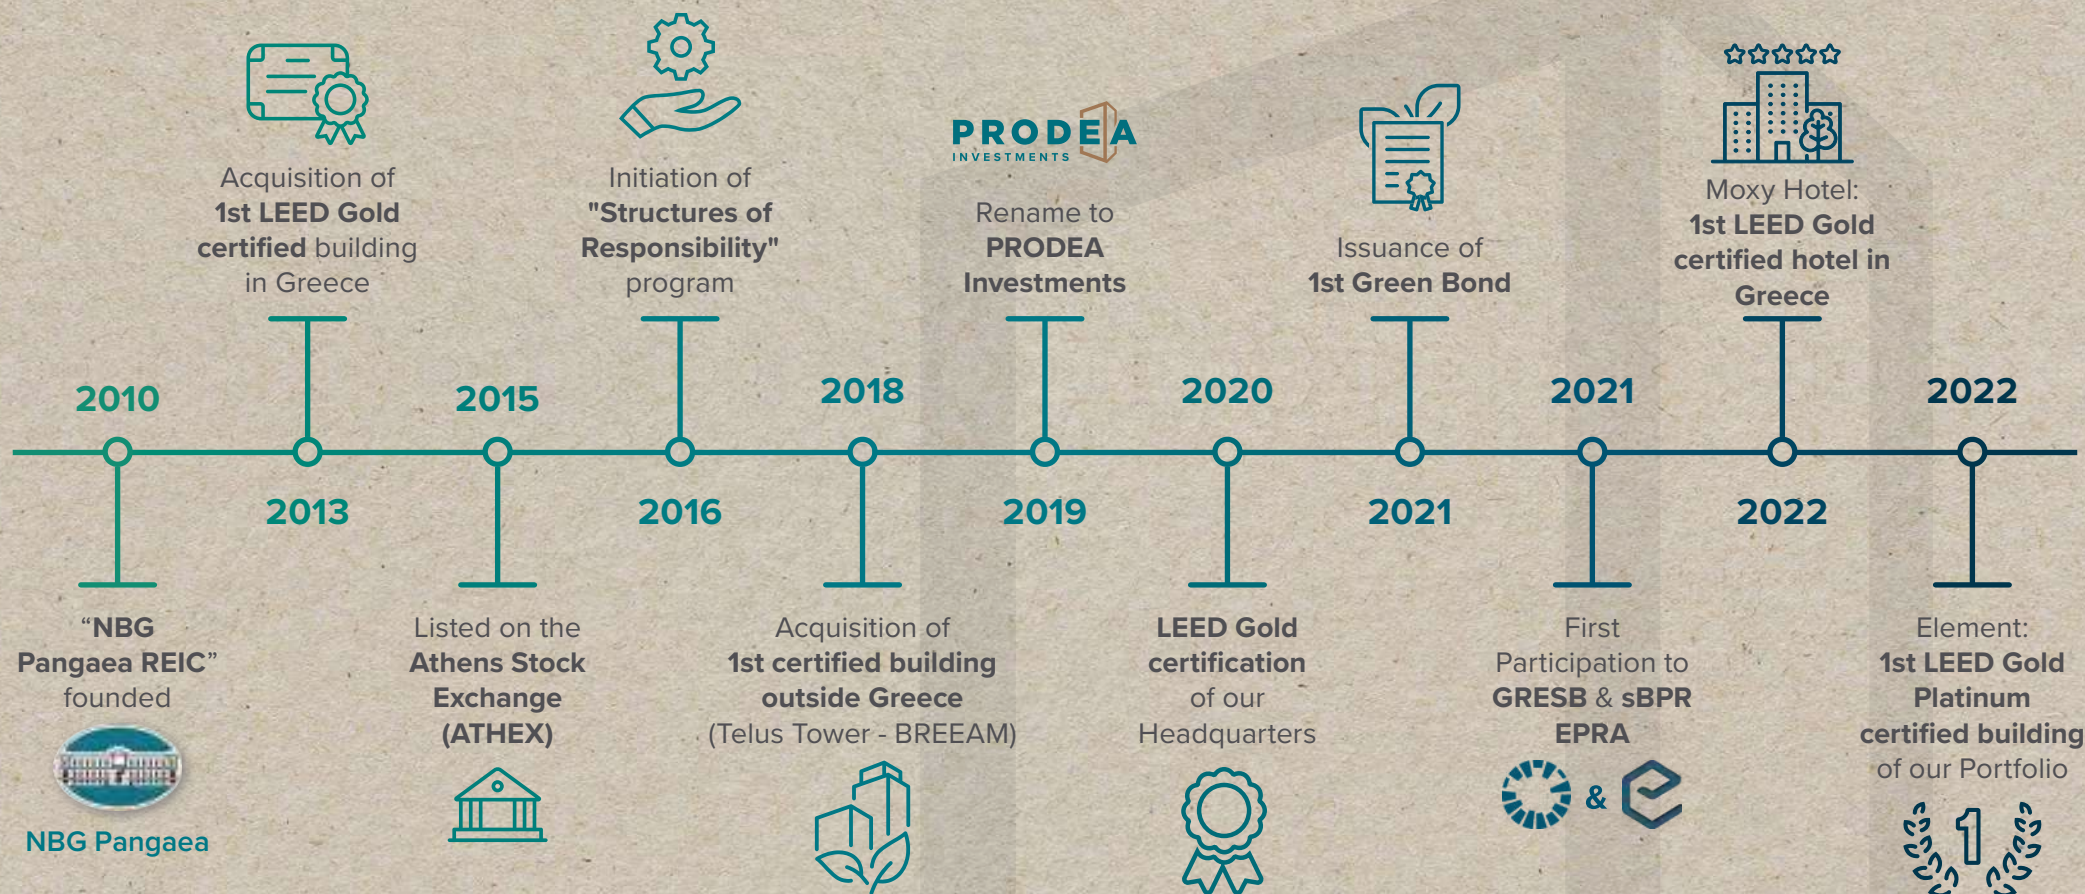 Acquisition of
1st LEED Gold
certified building
in Greece
Initiation of
"Structures of
Responsibility"
program
PRODEA
INVESTMENTS
Rename to
PRODEA
Investments
Issuance of
1st Green Bond
Moxy Hotel:
1st LEED Gold
certified hotel in
Greece
2010
2015
2018
2020
2021
2022
2013
2016
2019
2021
2022
“NBG
Pangaea REIC”
founded
NBG Pangaea
Listed on the
Athens Stock
Exchange
(ATHEX)
Acquisition of
1st certified building
outside Greece
(Telus Tower - BREEAM)
LEED Gold
certification
of our
Headquarters
First
Participation to
GRESB & sBPR
EPRA
&
Element:
1st LEED Gold
Platinum
certified building
of our Portfolio
1